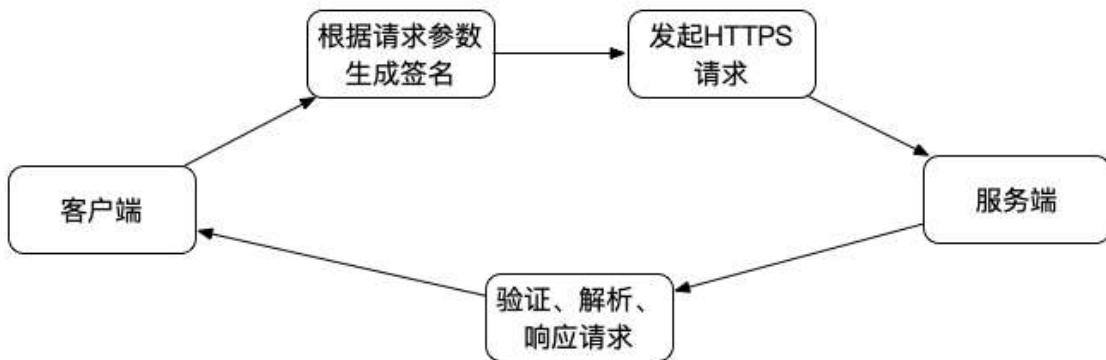 根据请求参数
生成签名
发起HTTPS
请求
客户端
服务端
验证、解析、
响应请求